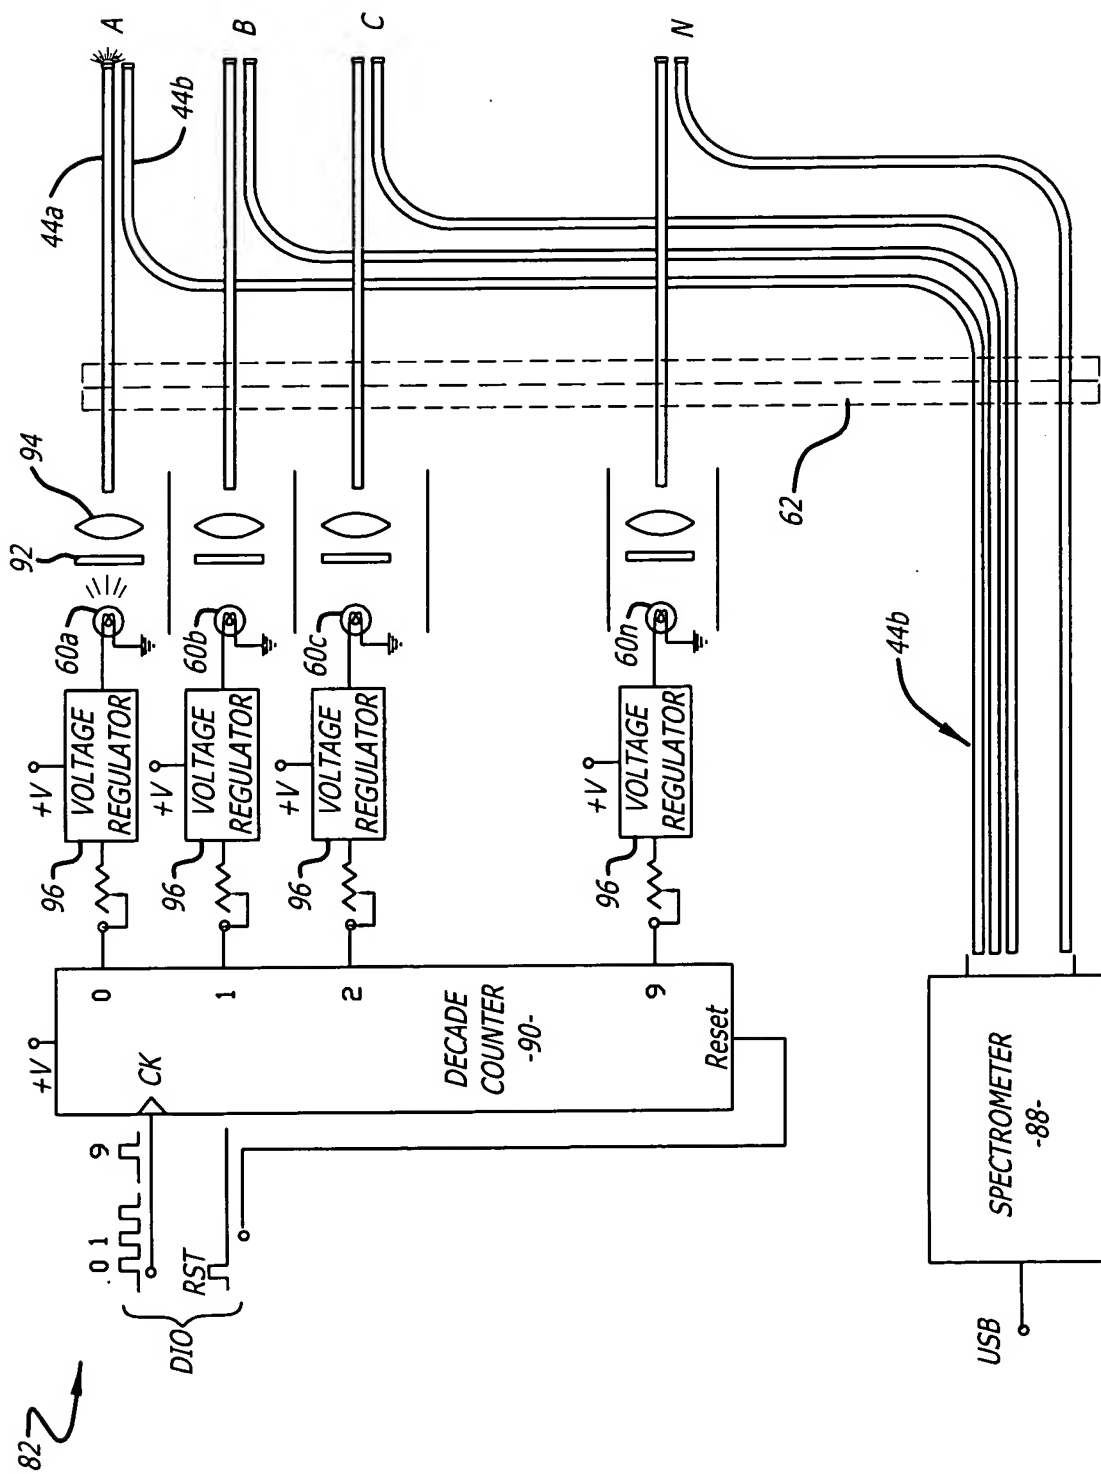 82
DIO
0 1 9
RST
+V
CK
0
1
2
9
DECADE
COUNTER
-90-
Reset
96
+V
VOLTAGE
REGULATOR
60a
92
94
44a
44b
A
96
+V
VOLTAGE
REGULATOR
60b
B
96
+V
VOLTAGE
REGULATOR
60c
C
96
+V
VOLTAGE
REGULATOR
60n
N
62
44b
USB
SPECTROMETER
-88-